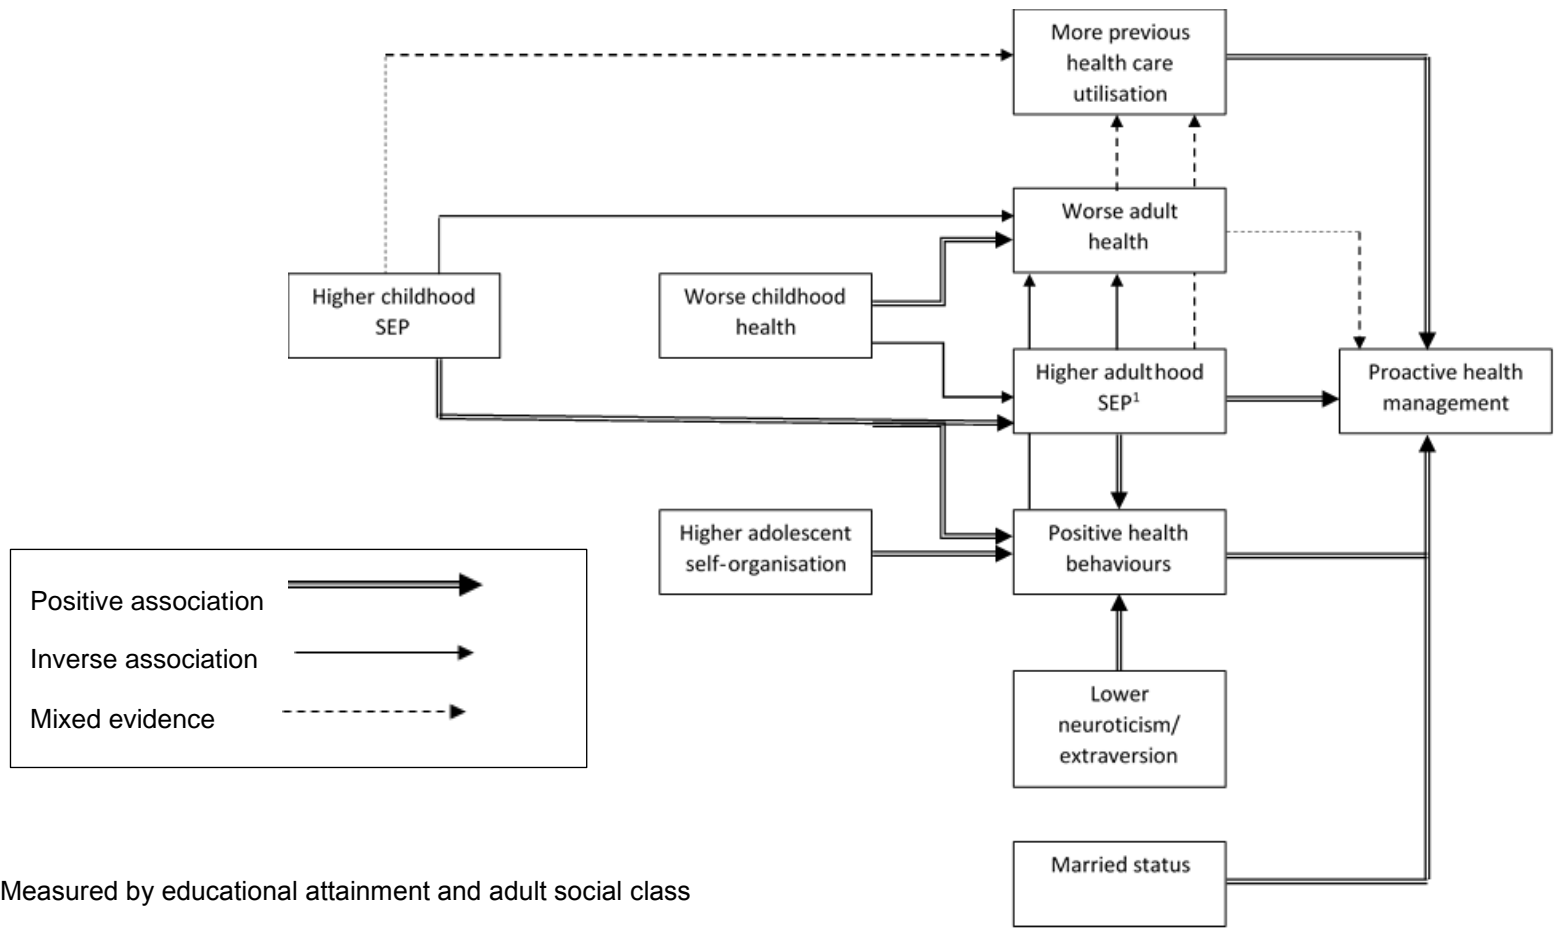 More previous
health care
utilisation
Worse adult
health
Higher childhood
SEP
Worse childhood
health
Higher adulthood
SEP¹
Proactive health
management
Higher adolescent
self-organisation
Positive health
behaviours
Positive association
Inverse association
Mixed evidence
Lower
neuroticism/
extraversion
Married status
Measured by educational attainment and adult social class